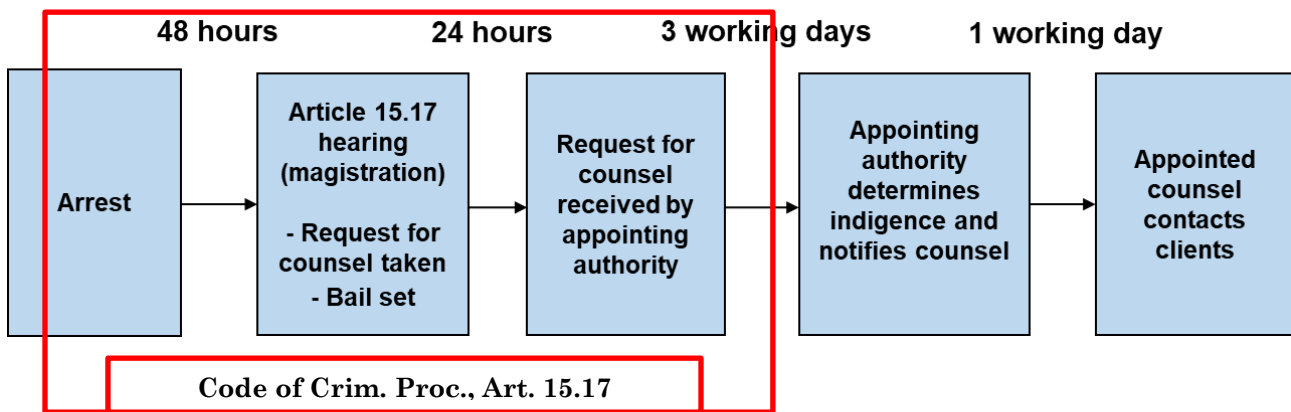 48 hours
24 hours
3 working days
1 working day
Arrest
Article 15.17
hearing
(magistration)
- Request for
counsel taken
- Bail set
Request for
counsel
received by
appointing
authority
Appointing
authority
determines
indigence and
notifies counsel
Appointed
counsel
contacts
clients
Code of Crim. Proc., Art. 15.17